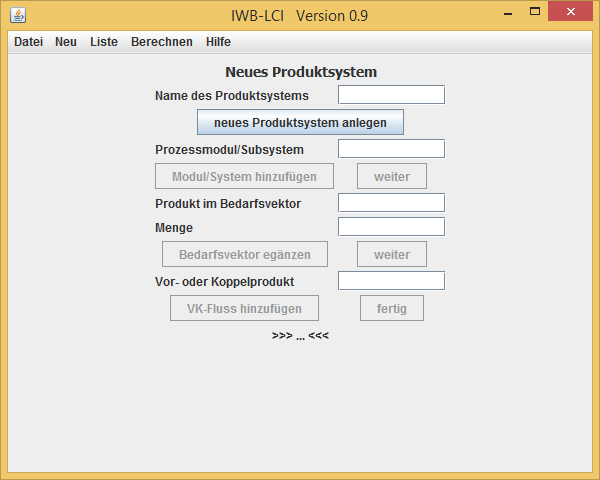 IWB-LCI Version 0.9
Datei Neu Liste Berechnen Hilfe
Neues Produktsystem
Name des Produktsystems
neues Produktsystem anlegen
Prozessmodul/Subsystem
Modul/System hinzufügen weiter
Produkt im Bedarfsvektor
Menge
Bedarfsvektor egänzen weiter
Vor- oder Koppelprodukt
VK-Fluss hinzufügen fertig
>>> ... <<<